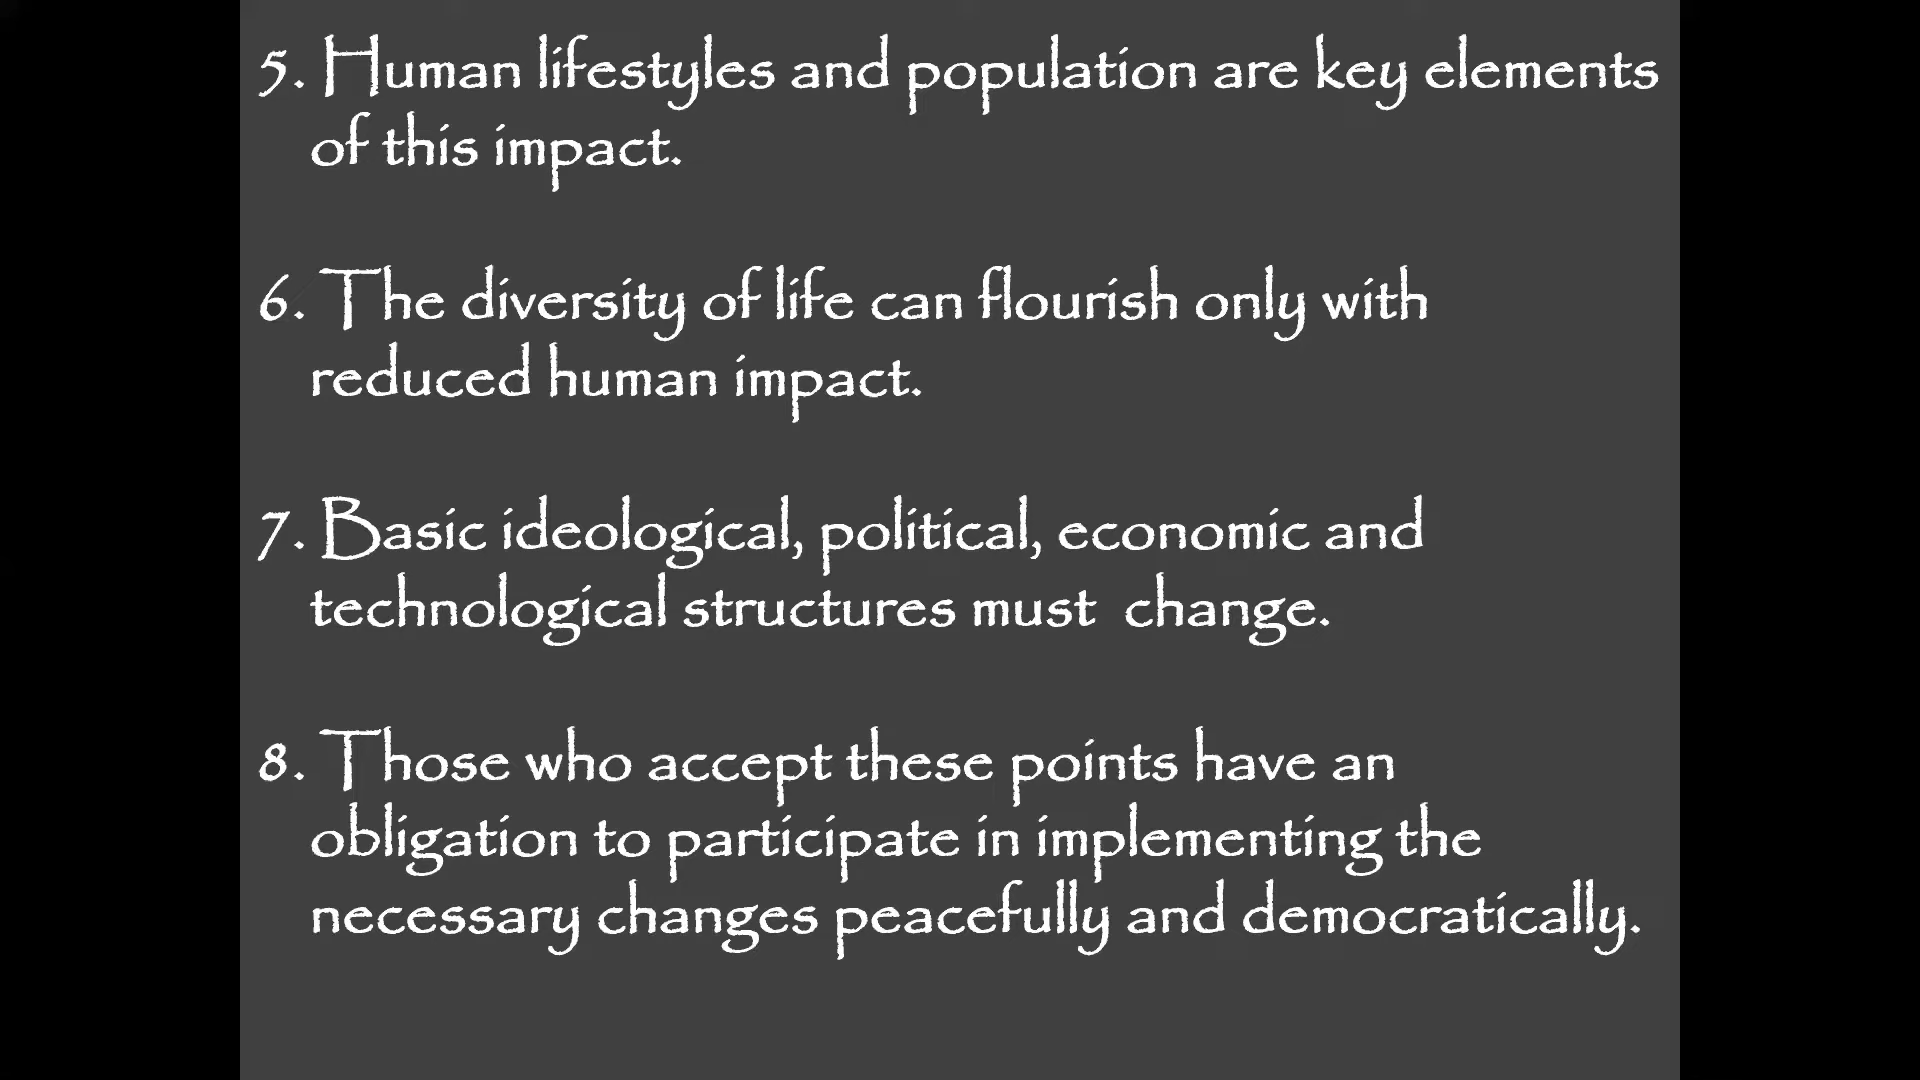 5. Human lifestyles and population are key elements
of this impact.
6. The diversity of life can flourish only with
reduced human impact.
7. Basic ideological, political, economic and
technological structures must  change.
8. Those who accept these points have an
obligation to participate in implementing the
necessary changes peacefully and democratically.